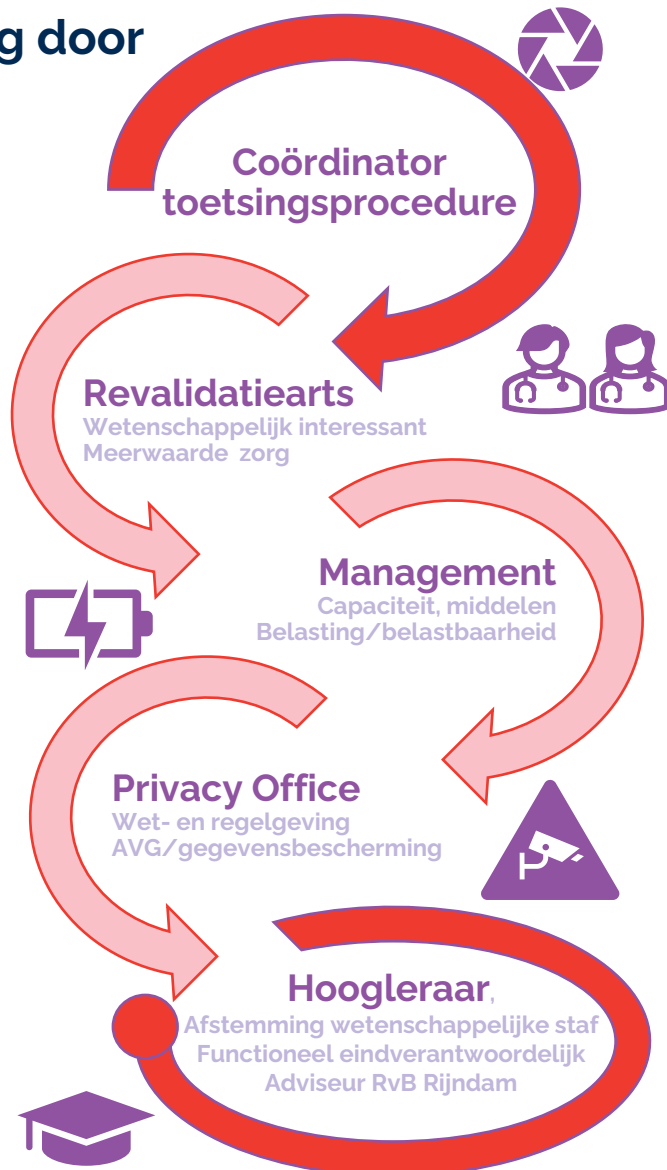 g door
Coördinator
toetsingsprocedure
Revalidatiearts
Wetenschappelijk interessant
Meerwaarde zorg
Management
Capaciteit, middelen
Belasting/belastbaarheid
Privacy Office
Wet- en regelgeving
AVG/gegevensbescherming
Hoogleraar,
Afstemming wetenschappelijke staf
Functioneel eindverantwoordelijk
Adviseur RvB Rijndam